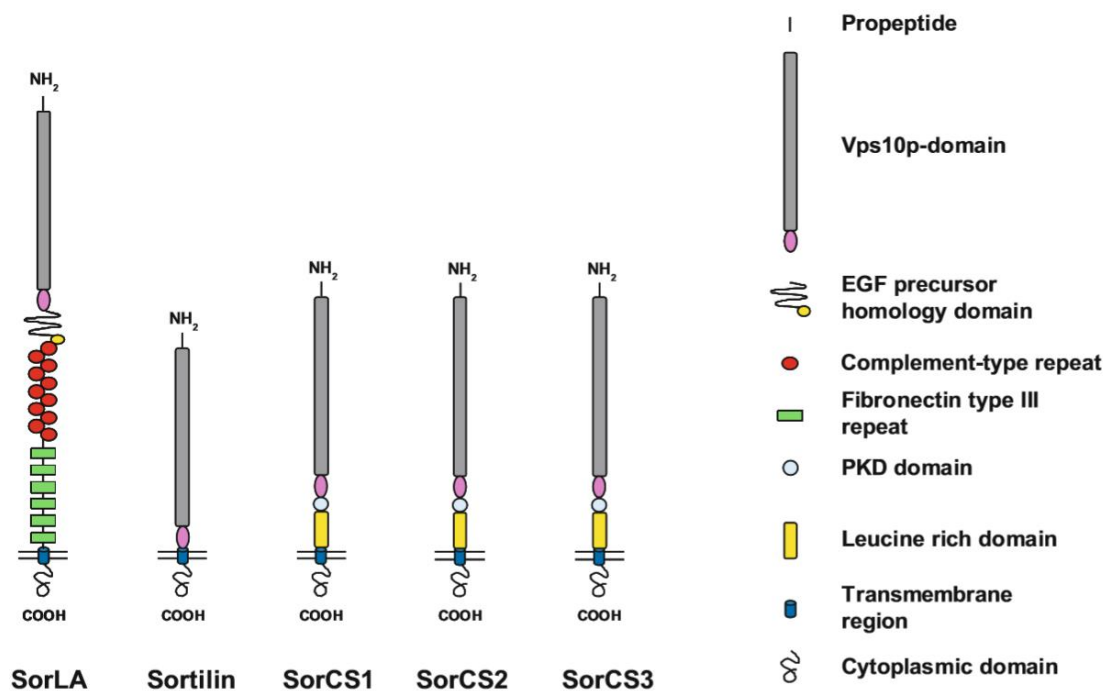 NH2
NH2
NH2
NH2
NH2
COOH
COOH
COOH
COOH
COOH
SorLA
Sortilin
SorCS1
SorCS2
SorCS3
Propeptide
Vps10p-domain
EGF precursor
homology domain
Complement-type repeat
Fibronectin type III
repeat
PKD domain
Leucine rich domain
Transmembrane
region
Cytoplasmic domain